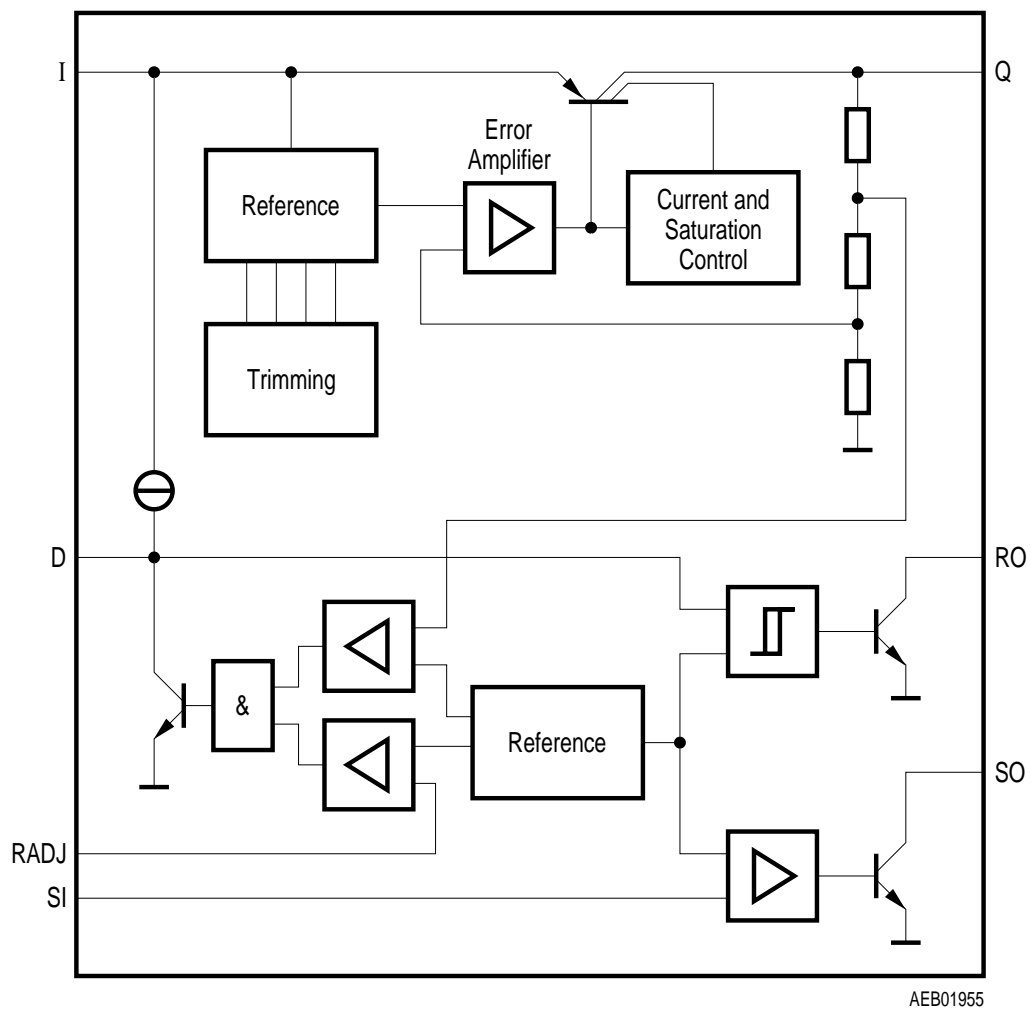 I
Q
Error
Amplifier
Reference
Current and
Saturation
Control
Trimming
D
RO
&
Reference
SO
RADJ
SI
AEB01955